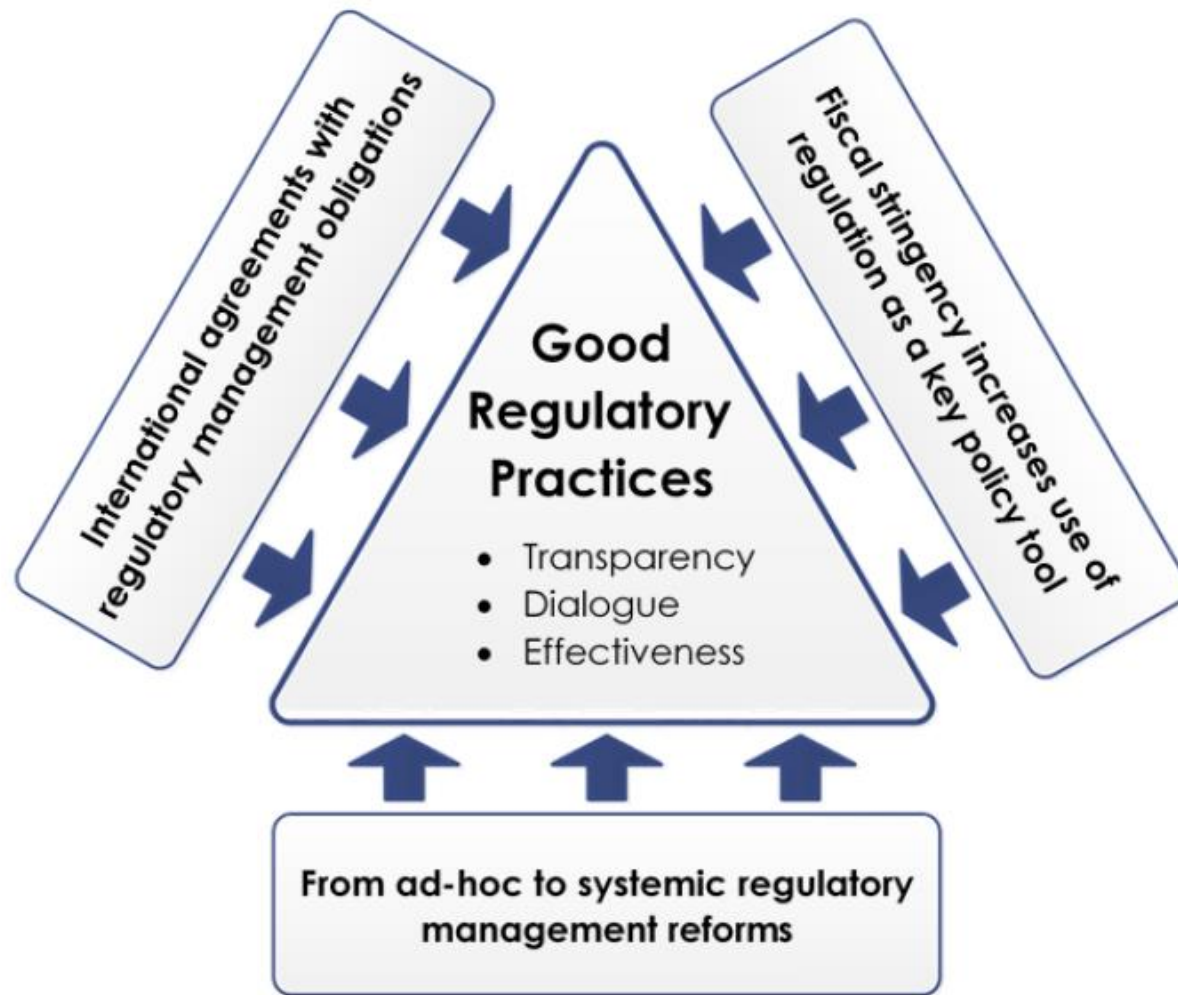 International agreements with
regulatory management obligations
Fiscal stringency increases use of
regulation as a key policy tool
Good
Regulatory
Practices
• Transparency
• Dialogue
• Effectiveness
From ad-hoc to systemic regulatory
management reforms